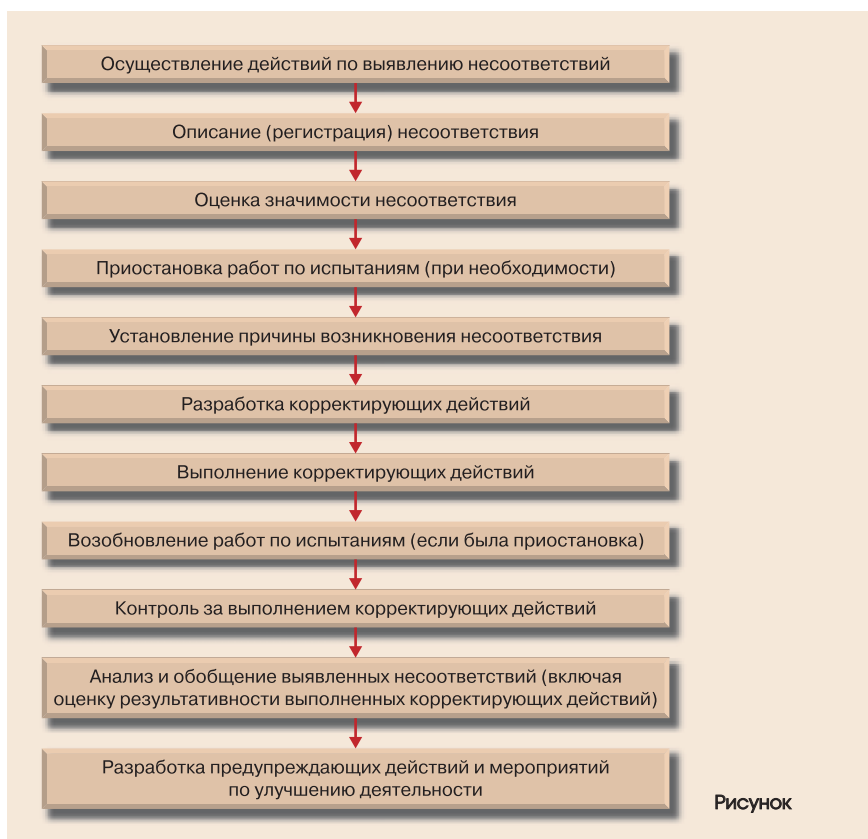 Осуществление действий по выявлению несоответствий
Описание (регистрация) несоответствия
Оценка значимости несоответствия
Приостановка работ по испытаниям (при необходимости)
Установление причины возникновения несоответствия
Разработка корректирующих действий
Выполнение корректирующих действий
Возобновление работ по испытаниям (если была приостановка)
Контроль за выполнением корректирующих действий
Анализ и обобщение выявленных несоответствий (включая
оценку результативности выполненных корректирующих действий)
Разработка предупреждающих действий и мероприятий
по улучшению деятельности
Рисунок